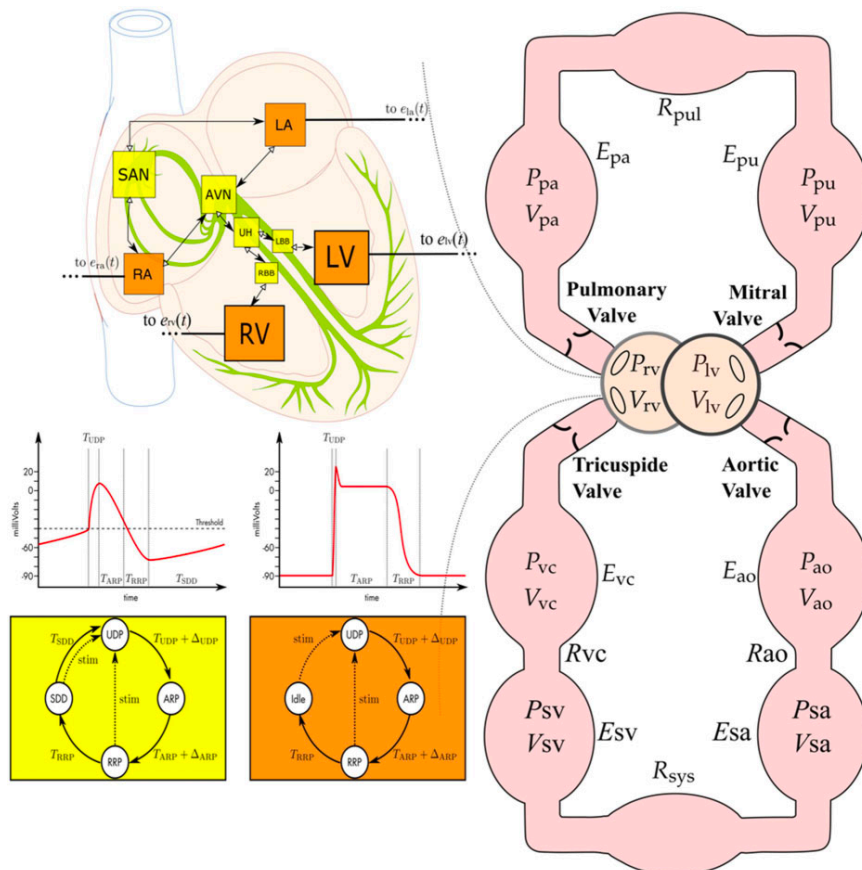 to e_la(t)
LA
SAN
AVN
UH
LBB
RBB
LV
to e_lv(t)
to e_ra(t)
RA
to e_rv(t)
RV
T_UDP
milliVolts
20
0
-60
-90
Threshold
T_ARP
T_RRP
T_SDD
time
T_UDP
milliVolts
20
0
-60
-90
T_ARP
T_RRP
time
UDP
T_SDD
stim
T_UDP + Δ_UDP
SDD
stim
ARP
T_RRP
T_ARP + Δ_ARP
RRP
UDP
stim
T_UDP + Δ_UDP
Idle
stim
ARP
T_RRP
T_ARP + Δ_ARP
RRP
R_pul
E_pa
E_pu
P_pa
V_pa
P_pu
V_pu
Pulmonary
Valve
Mitral
Valve
P_rv
V_rv
P_lv
V_lv
Tricuspide
Valve
Aortic
Valve
P_vc
V_vc
E_vc
E_ao
P_ao
V_ao
Rvc
Rao
Psv
Vsv
Esv
Esa
Psa
Vsa
R_sys